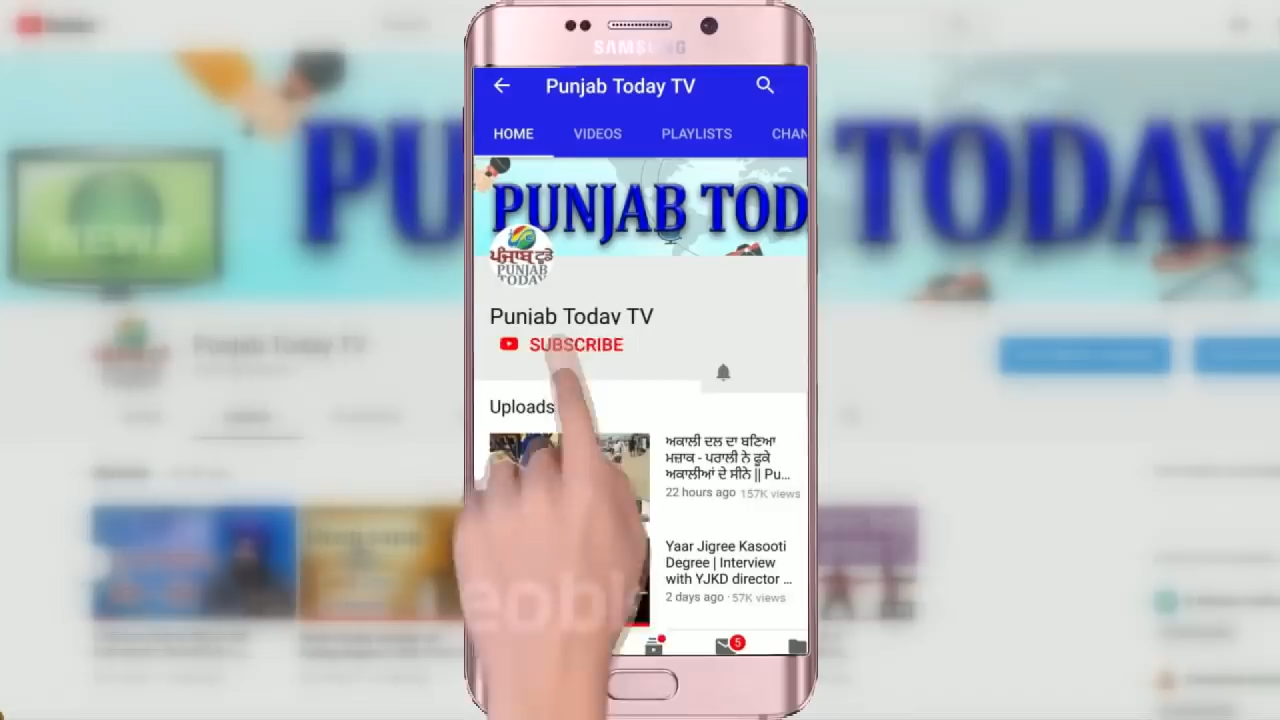 SAMSUNG
Punjab Today TV
HOME VIDEOS PLAYLISTS CHAN
PUNJAB TOD
PU
TODAY
NEWS
ਪੰਜਾਬ ਟੂਡੇ
PUNJAB
TODAY
Punjab Today TV
SUBSCRIBE
Uploads
ਅਕਾਲੀ ਦਲ ਦਾ ਬਣਿਆ
ਮਜ਼ਾਕ - ਪਰਾਲੀ ਨੇ ਫੂਕੇ
ਅਕਾਲੀਆਂ ਦੇ ਸੀਨੇ || Pu...
22 hours ago 157K views
Yaar Jigree Kasooti
Degree | Interview
with YJKD director ...
2 days ago · 57K views
5